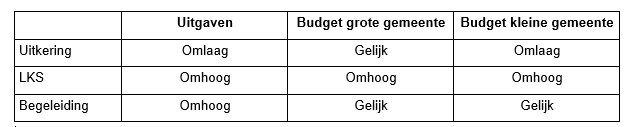 Uitgaven Budget grote gemeente Budget kleine gemeente
Uitkering Omlaag Gelijk Omlaag
LKS Omhoog Omhoog Omhoog
Begeleiding Omhoog Gelijk Gelijk